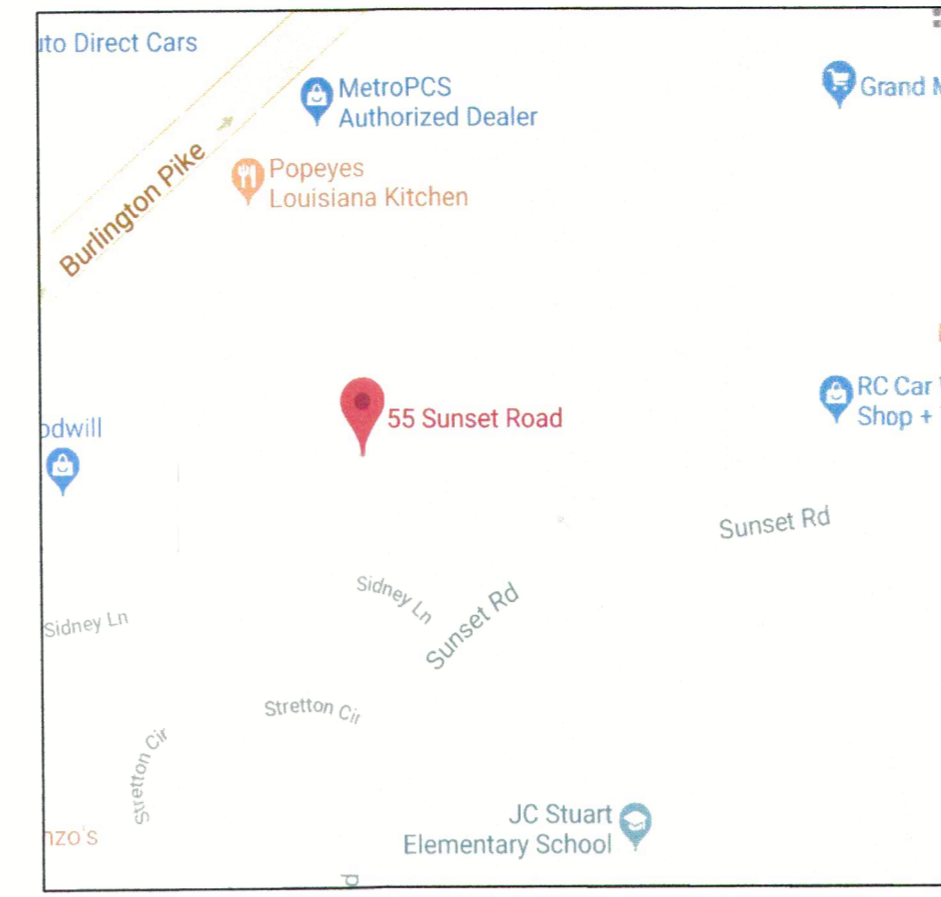 uto Direct Cars
MetroPCS
Authorized Dealer
Grand M
Burlington Pike
Popeyes
Louisiana Kitchen
55 Sunset Road
RC Car
Shop +
odwill
Sunset Rd
Sidney Ln
Sunset Rd
Sidney Ln
Stretton Cir
Stretton Cir
JC Stuart
Elementary School
nzo's